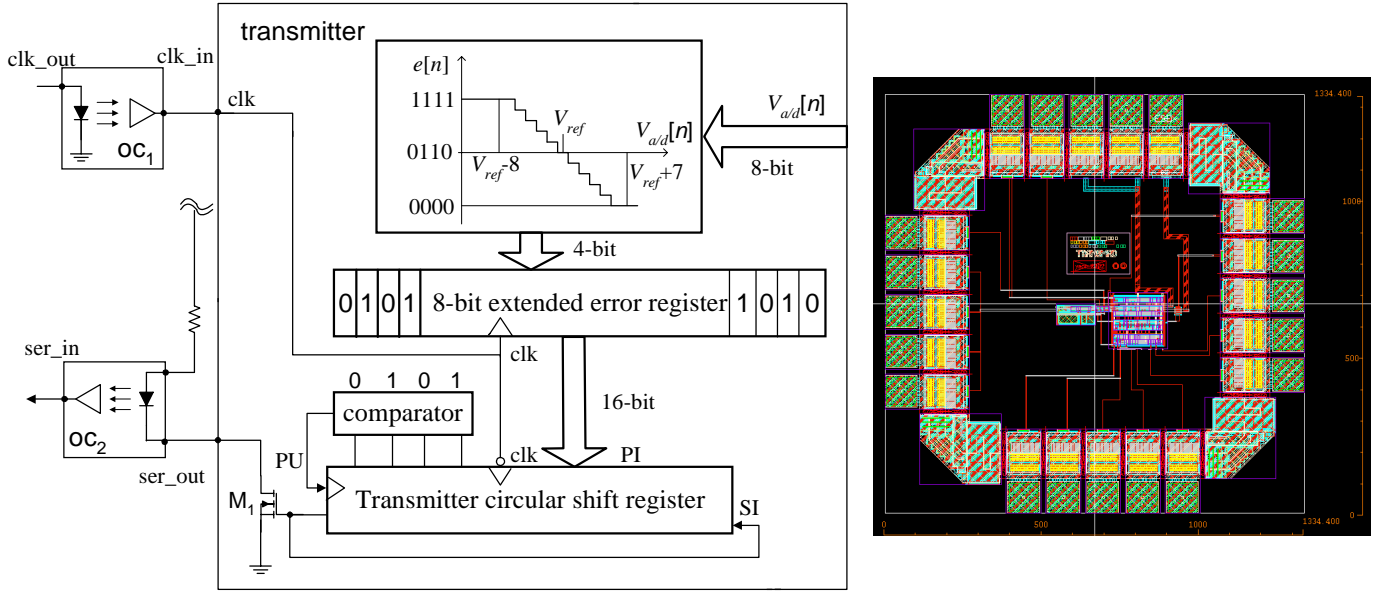 transmitter
clk_out
clk_in
clk
OC1
e[n]
1111
0110
0000
Vref
Va/d[n]
Vref-8
Vref+7
Va/d[n]
8-bit
4-bit
0 1 0 1 8-bit extended error register 1 0 1 0
clk
16-bit
ser_in
OC2
ser_out
0 1 0 1
comparator
PU
clk
PI
Transmitter circular shift register
SI
M1
1334.400
1000
500
0
0
500
1000
1334.400